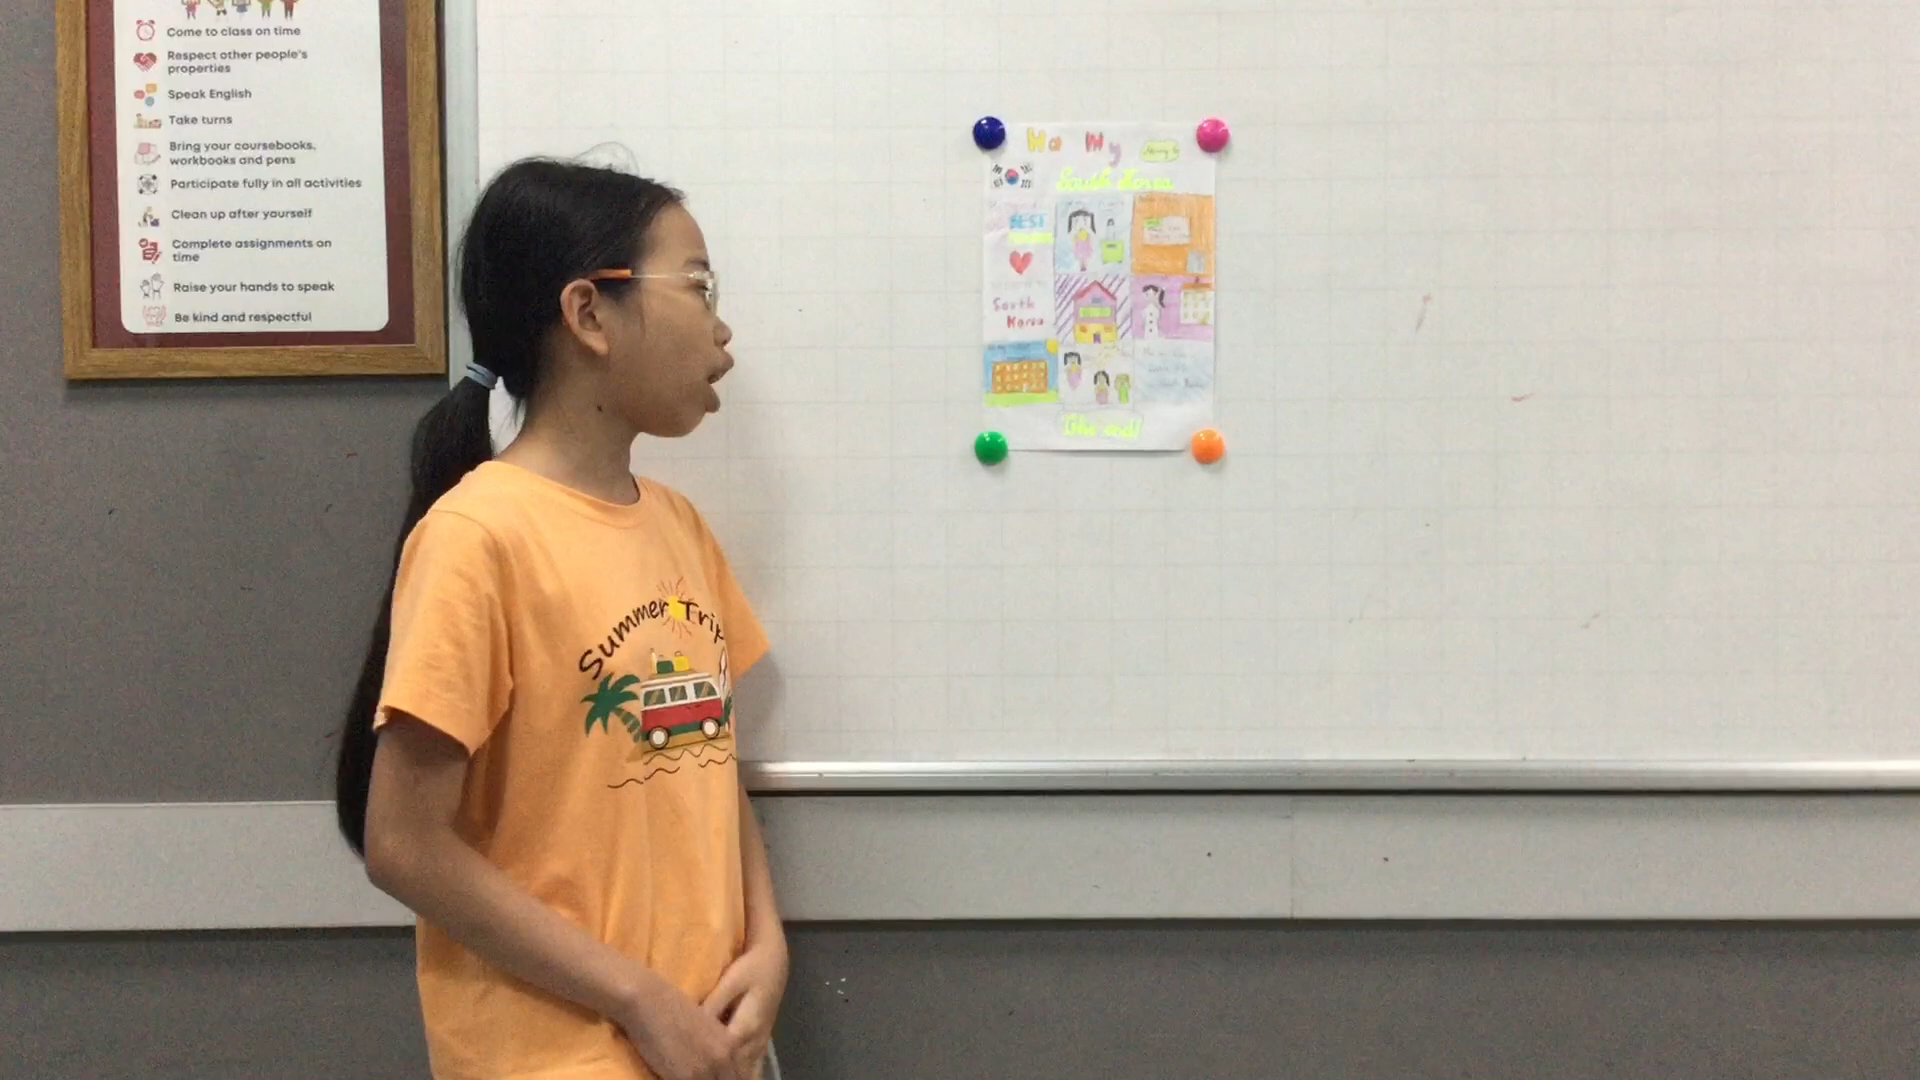 Come to class on time
Respect other people's
properties
Speak English
Take turns
Bring your coursebooks,
workbooks and pens
Participate fully in all activities
Clean up after yourself
Complete assignments on
time
Raise your hands to speak
Be kind and respectful
Ha My
South Korea
BEST
South
Korea
The end
Summer Trip